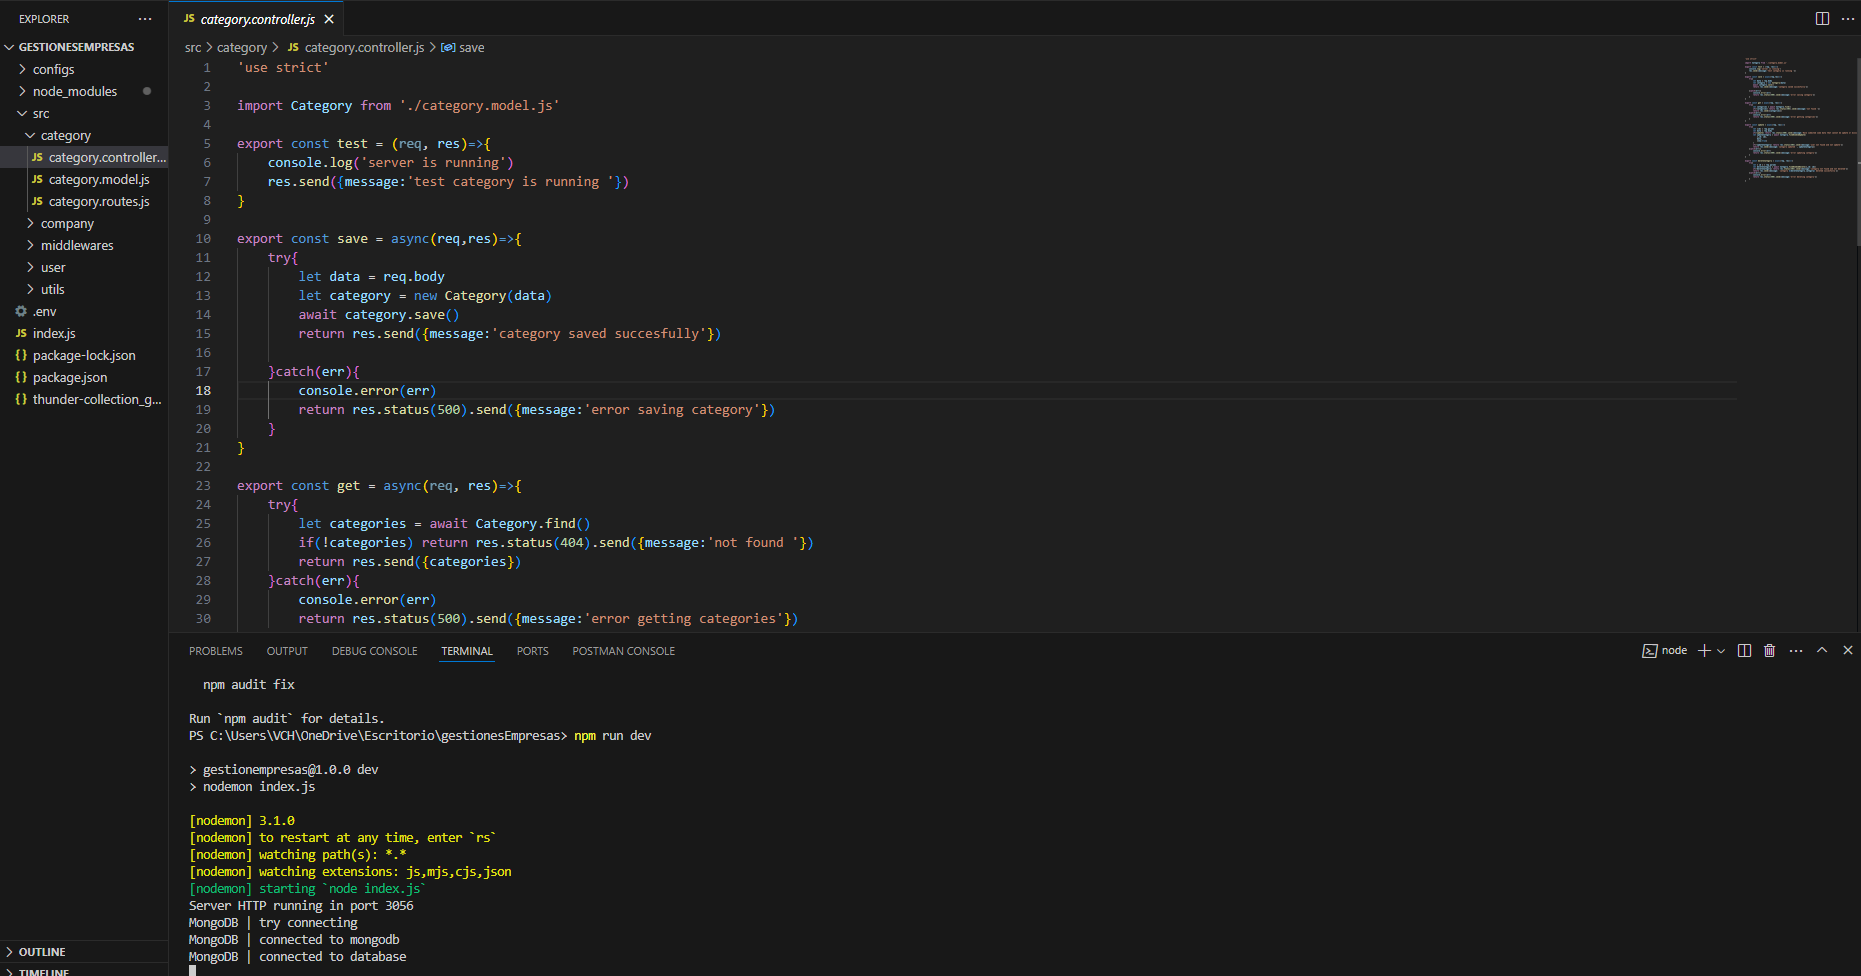 EXPLORER
GESTIONESEMPRESAS
configs
node_modules
src
category
JS category.controller...
JS category.model.js
JS category.routes.js
company
middlewares
user
utils
.env
JS index.js
{} package-lock.json
{} package.json
{} thunder-collection_g...
OUTLINE
TIMELINE
JS category.controller.js
src > category > JS category.controller.js > save
1 'use strict'
2
3 import Category from './category.model.js'
4
5 export const test = (req, res)=>{
6 console.log('server is running')
7 res.send({message:'test category is running '})
8 }
9
10 export const save = async(req,res)=>{
11 try{
12 let data = req.body
13 let category = new Category(data)
14 await category.save()
15 return res.send({message:'category saved succesfully'})
16
17 }catch(err){
18 console.error(err)
19 return res.status(500).send({message:'error saving category'})
20 }
21 }
22
23 export const get = async(req, res)=>{
24 try{
25 let categories = await Category.find()
26 if(!categories) return res.status(404).send({message:'not found '})
27 return res.send({categories})
28 }catch(err){
29 console.error(err)
30 return res.status(500).send({message:'error getting categories'})
PROBLEMS OUTPUT DEBUG CONSOLE TERMINAL PORTS POSTMAN CONSOLE
node
npm audit fix
Run `npm audit` for details.
PS C:\Users\VCH\OneDrive\Escritorio\gestionesEmpresas> npm run dev
> gestionempresas@1.0.0 dev
> nodemon index.js
[nodemon] 3.1.0
[nodemon] to restart at any time, enter `rs`
[nodemon] watching path(s): *.*
[nodemon] watching extensions: js,mjs,cjs,json
[nodemon] starting `node index.js`
Server HTTP running in port 3056
MongoDB | try connecting
MongoDB | connected to mongodb
MongoDB | connected to database